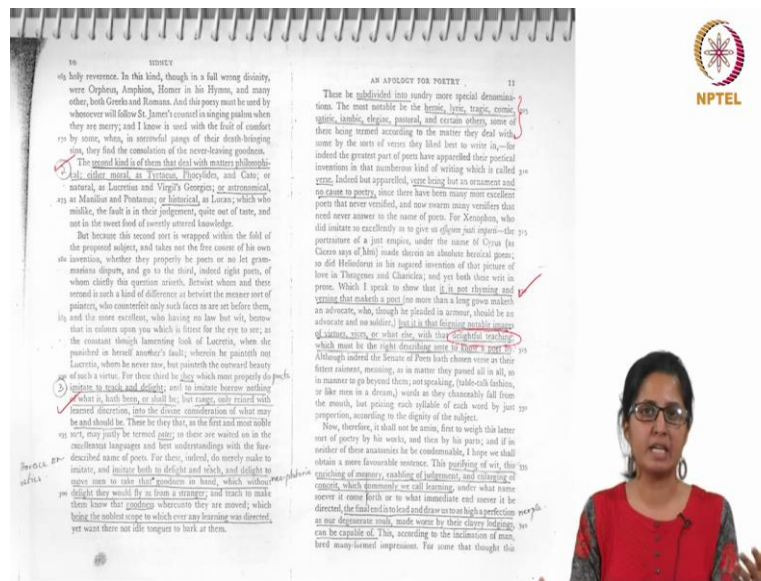 10 SIDNEY
165 holy reverence. In this kind, though in a full wrong divinity,
were Orpheus, Amphion, Homer in his Hymns, and many
other, both Greeks and Romans. And this poesy must be used by
whosoever will follow St. James's counsel in singing psalms when
they are merry; and I know is used with the fruit of comfort
170 by some, when, in sorrowful pangs of their death-bringing
sins, they find the consolation of the never-leaving goodness.
2 The second kind is of them that deal with matters philosophi-
cal: either moral, as Tyrtaeus, Phocylides, and Cato; or
natural, as Lucretius and Virgil's Georgics; or astronomical,
175 as Manilius and Pontanus; or historical, as Lucan; which who
mislike, the fault is in their judgement, quite out of taste, and
not in the sweet food of sweetly uttered knowledge.
But because this second sort is wrapped within the fold of
the proposed subject, and takes not the free course of his own
180 invention, whether they properly be poets or no let gram-
marians dispute, and go to the third, indeed right poets, of
whom chiefly this question ariseth. Betwixt whom and these
second is such a kind of difference as betwixt the meaner sort of
painters, who counterfeit only such faces as are set before them,
185 and the more excellent, who having no law but wit, bestow
that in colours upon you which is fittest for the eye to see; as
the constant though lamenting look of Lucretia, when she
punished in herself another's fault; wherein he painteth not
Lucretia, whom he never saw, but painteth the outward beauty
190 of such a virtue. For these third be they which most properly do poets
3 imitate to teach and delight; and to imitate borrow nothing
of what is, hath been, or shall be; but range, only reined with
learned discretion, into the divine consideration of what may
be and should be. These be they that, as the first and most noble
195 sort, may justly be termed vates; so these are waited on in the
excellentest languages and best understandings with the fore-
described name of poets. For these, indeed, do merely make to
imitate, and imitate both to delight and teach, and delight to
move men to take that goodness in hand, which without
200 delight they would fly as from a stranger; and teach to make
them know that goodness whereunto they are moved; which
being the noblest scope to which ever any learning was directed,
yet want there not idle tongues to bark at them.
AN APOLOGY FOR POETRY 11
These be subdivided into sundry more special denomina-
tions. The most notable be the heroic, lyric, tragic, comic, 305
satiric, iambic, elegiac, pastoral, and certain others, some of
these being termed according to the matter they deal with,
some by the sorts of verses they liked best to write in,—for
indeed the greatest part of poets have apparelled their poetical
inventions in that numbrous kind of writing which is called 310
verse. Indeed but apparelled, verse being but an ornament and
no cause to poetry, since there have been many most excellent
poets that never versified, and now swarm many versifiers that
need never answer to the name of poets. For Xenophon, who
did imitate so excellently as to give us effigiem justi imperii—the 315
portraiture of a just empire, under the name of Cyrus (as
Cicero says of him) made therein an absolute heroical poem;
so did Heliodorus in his sugared invention of that picture of
love in Theagenes and Chariclea; and yet both these writ in
prose. Which I speak to show that it is not rhyming and
versing that maketh a poet (no more than a long gown maketh
an advocate, who, though he pleaded in armour, should be an
advocate and no soldier,) but it is that feigning notable images
of virtues, vices, or what else, with that delightful teaching,
which must be the right describing note to know a poet by. 325
Although indeed the Senate of Poets hath chosen verse as their
fittest raiment, meaning, as in matter they passed all in all, so
in manner to go beyond them; not speaking, (table-talk fashion,
or like men in a dream,) words as they chanceably fall from
the mouth, but peizing each syllable of each word by just 330
proportion, according to the dignity of the subject.
Now, therefore, it shall not be amiss, first to weigh this latter
sort of poetry by his works, and then by his parts; and if in
neither of these anatomies he be condemnable, I hope we shall
obtain a more favourable sentence. This purifying of wit, this 335
enriching of memory, enabling of judgement, and enlarging of
conceit, which commonly we call learning, under what name
soever it come forth or to what immediate end soever it be
directed, the final end is to lead and draw us to as high a perfection
as our degenerate souls, made worse by their clayey lodgings, 340
can be capable of. This, according to the inclination of man,
bred many-formed impressions. For some that thought this
NPTEL